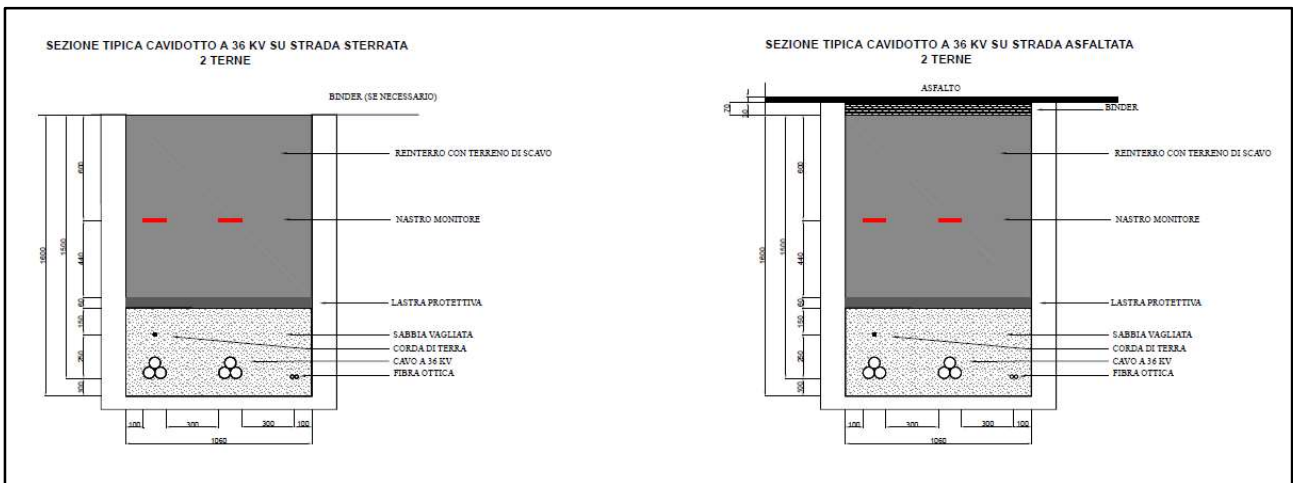 SEZIONE TIPICA CAVIDOTTO A 36 KV SU STRADA STERRATA
2 TERNE
BINDER (SE NECESSARIO)
REINTERRO CON TERRENO DI SCAVO
NASTRO MONITORE
LASTRA PROTETTIVA
SABBIA VAGLIATA
CORDA DI TERRA
CAVO A 36 KV
FIBRA OTTICA
1600
1500
600
440
60
150
250
100
100
300
300
100
1060
SEZIONE TIPICA CAVIDOTTO A 36 KV SU STRADA ASFALTATA
2 TERNE
ASFALTO
BINDER
REINTERRO CON TERRENO DI SCAVO
NASTRO MONITORE
LASTRA PROTETTIVA
SABBIA VAGLIATA
CORDA DI TERRA
CAVO A 36 KV
FIBRA OTTICA
70
1600
1500
600
440
60
150
250
100
100
300
300
100
1060